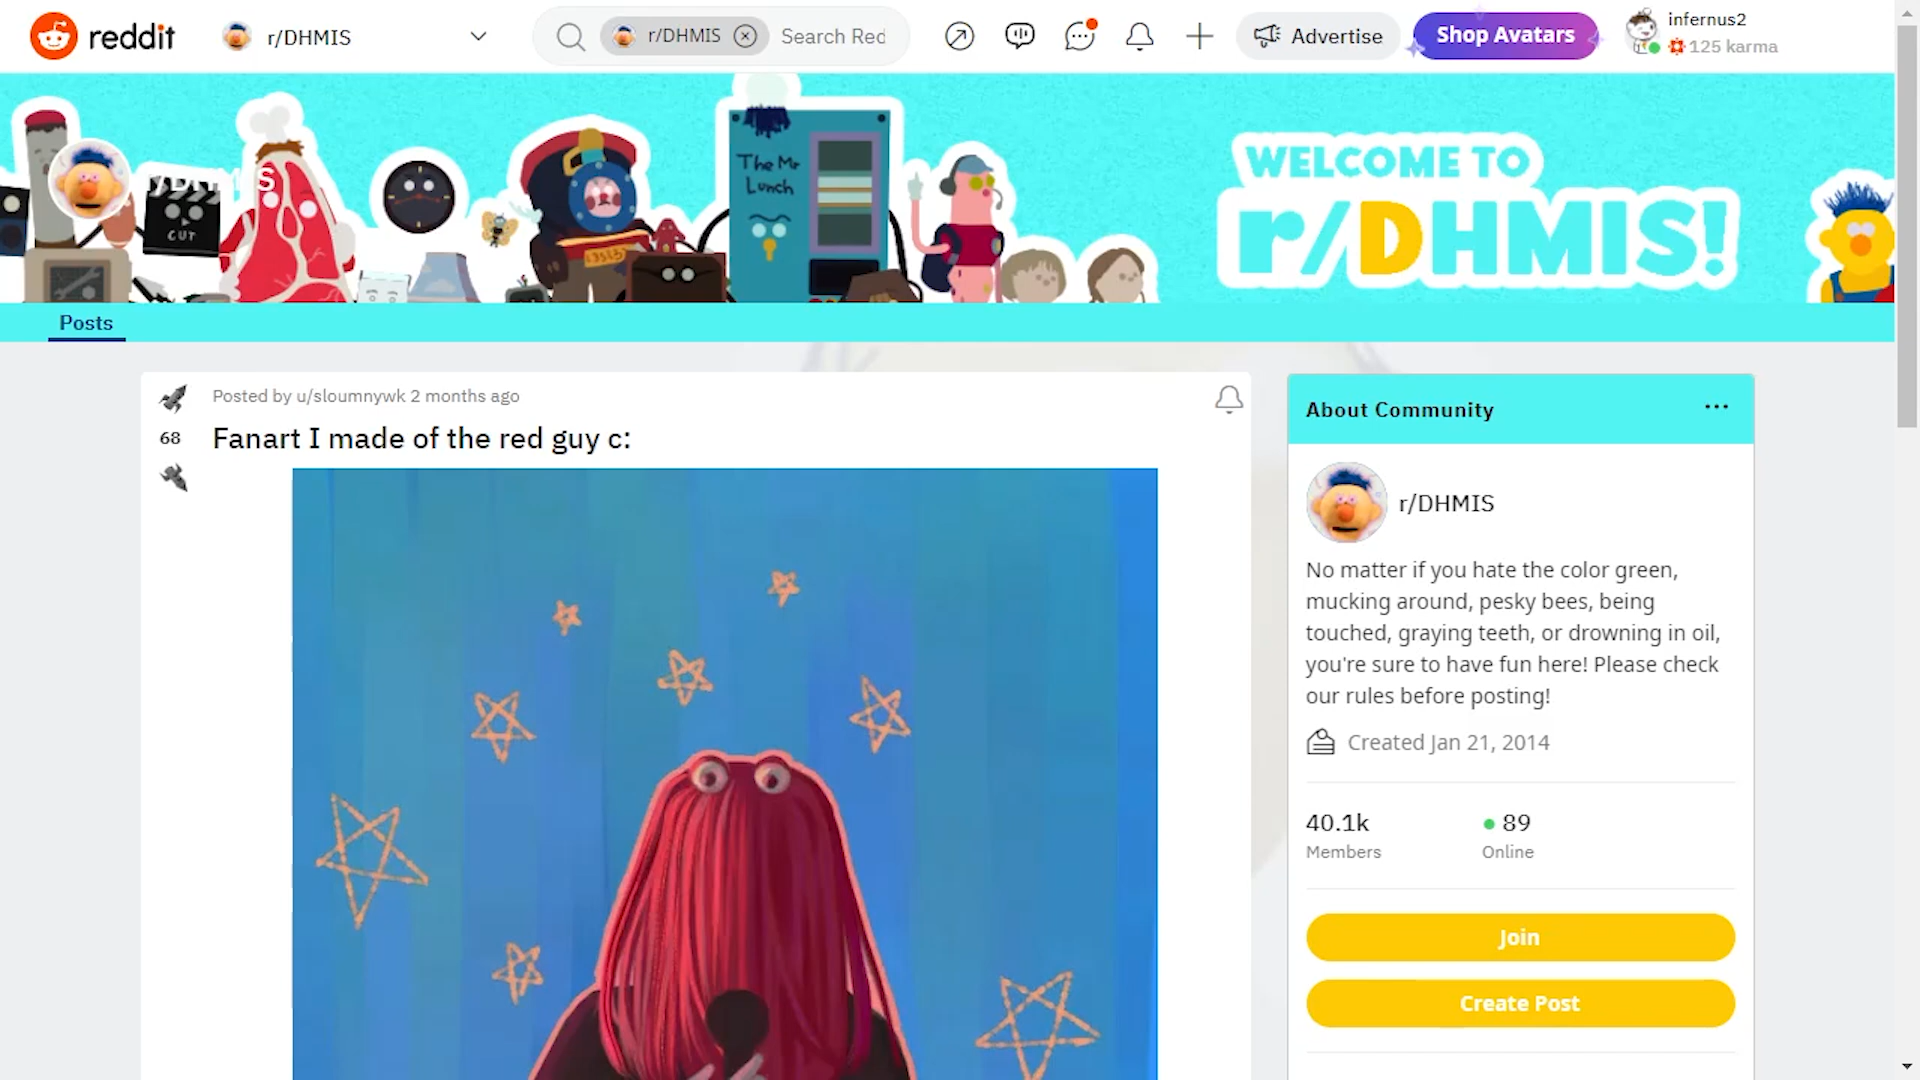 reddit
r/DHMIS
r/DHMIS
Search Red
Advertise
Shop Avatars
infernus2
125 karma
r/DHMIS
CUT
The Mr
Lunch
WELCOME TO
r/DHMIS!
Posts
Posted by u/sloumnywk 2 months ago
68
Fanart I made of the red guy c:
About Community
r/DHMIS
No matter if you hate the color green,
mucking around, pesky bees, being
touched, graying teeth, or drowning in oil,
you're sure to have fun here! Please check
our rules before posting!
Created Jan 21, 2014
40.1k
89
Members
Online
Join
Create Post